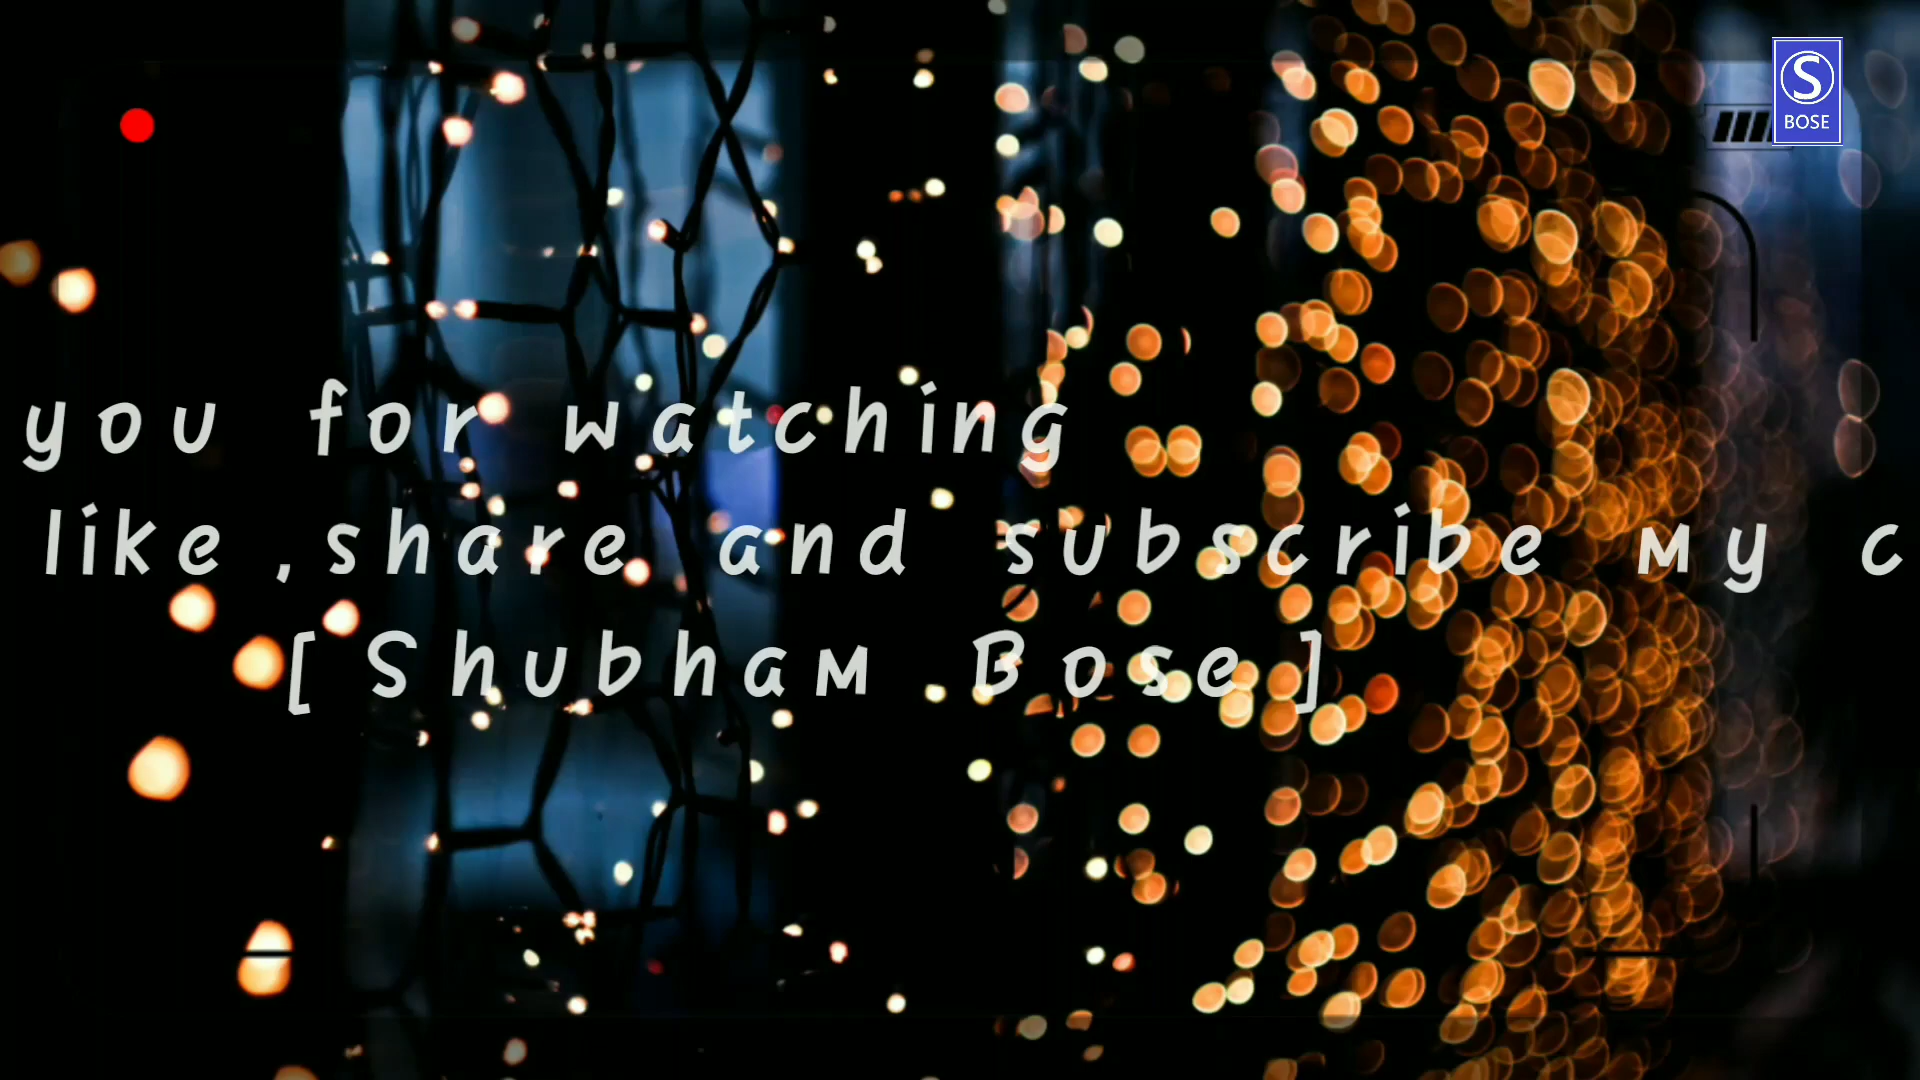 S
BOSE
you for watching
like ,share and subscribe my c
[ Shubham Bose ]